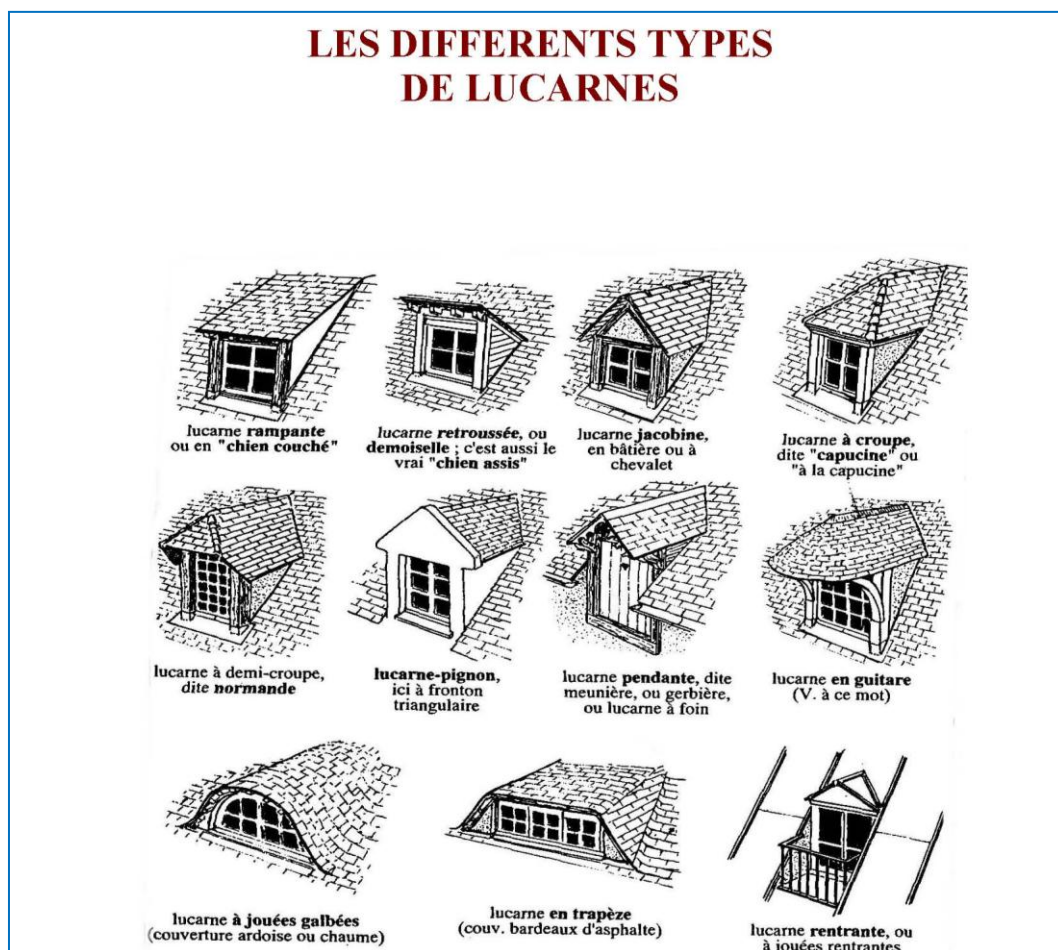 LES DIFFERENTS TYPES
DE LUCARNES
lucarne rampante
ou en "chien couché"
lucarne retroussée, ou
demoiselle ; c'est aussi le
vrai "chien assis"
lucarne jacobine,
en bâtière ou à
chevalet
lucarne à croupe,
dite "capucine" ou
"à la capucine"
lucarne à demi-croupe,
dite normande
lucarne-pignon,
ici à fronton
triangulaire
lucarne pendante, dite
meunière, ou gerbière,
ou lucarne à foin
lucarne en guitare
(V. à ce mot)
lucarne à jouées galbées
(couverture ardoise ou chaume)
lucarne en trapèze
(couv. bardeaux d'asphalte)
lucarne rentrante, ou
à jouées rentrantes